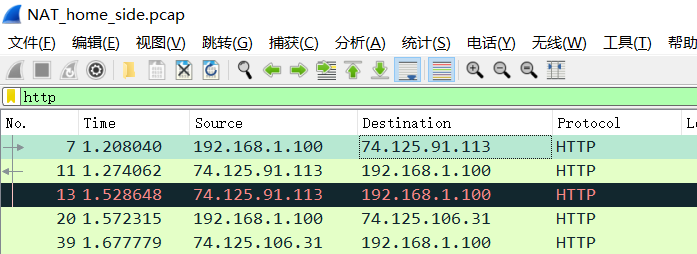 NAT_home_side.pcap
文件(F) 编辑(E) 视图(V) 跳转(G) 捕获(C) 分析(A) 统计(S) 电话(Y) 无线(W) 工具(T) 帮助
http
No. Time Source Destination Protocol
7 1.208040 192.168.1.100 74.125.91.113 HTTP
11 1.274062 74.125.91.113 192.168.1.100 HTTP
13 1.528648 74.125.91.113 192.168.1.100 HTTP
20 1.572315 192.168.1.100 74.125.106.31 HTTP
39 1.677779 74.125.106.31 192.168.1.100 HTTP